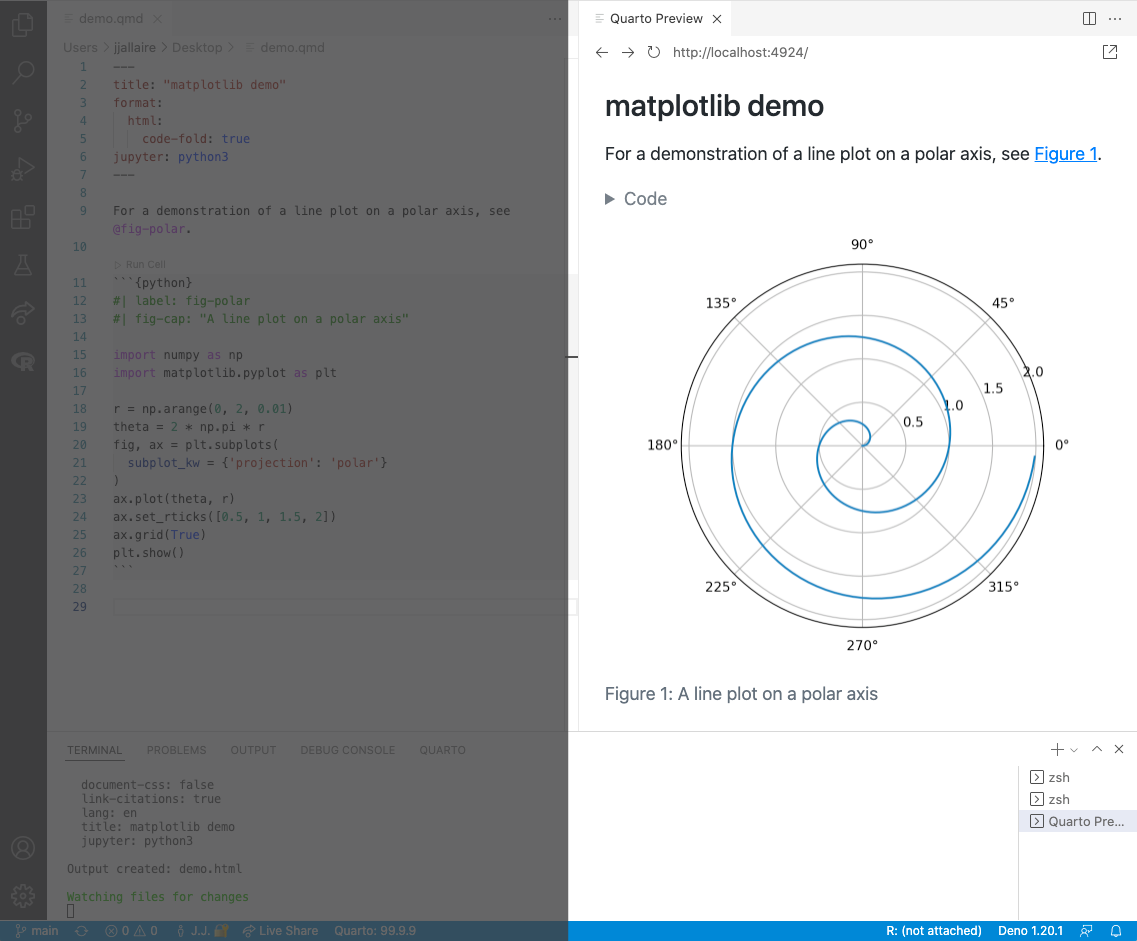 demo.qmd
Users > jjallaire > Desktop > demo.qmd
1 ---
2 title: "matplotlib demo"
3 format:
4 html:
5 code-fold: true
6 jupyter: python3
7 ---
8
9 For a demonstration of a line plot on a polar axis, see
@fig-polar.
10
Run Cell
11 ```{python}
12 #| label: fig-polar
13 #| fig-cap: "A line plot on a polar axis"
14
15 import numpy as np
16 import matplotlib.pyplot as plt
17
18 r = np.arange(0, 2, 0.01)
19 theta = 2 * np.pi * r
20 fig, ax = plt.subplots(
21 subplot_kw = {'projection': 'polar'}
22 )
23 ax.plot(theta, r)
24 ax.set_rticks([0.5, 1, 1.5, 2])
25 ax.grid(True)
26 plt.show()
27 ```
28
29
Quarto Preview
http://localhost:4924/
matplotlib demo
For a demonstration of a line plot on a polar axis, see Figure 1.
Code
90°
135°
45°
2.0
1.5
1.0
0.5
180°
0°
225°
315°
270°
Figure 1: A line plot on a polar axis
TERMINAL PROBLEMS OUTPUT DEBUG CONSOLE QUARTO
document-css: false
link-citations: true
lang: en
title: matplotlib demo
jupyter: python3
Output created: demo.html
Watching files for changes
zsh
zsh
Quarto Pre...
main 0 0 J.J. Live Share Quarto: 99.9.9 R: (not attached) Deno 1.20.1